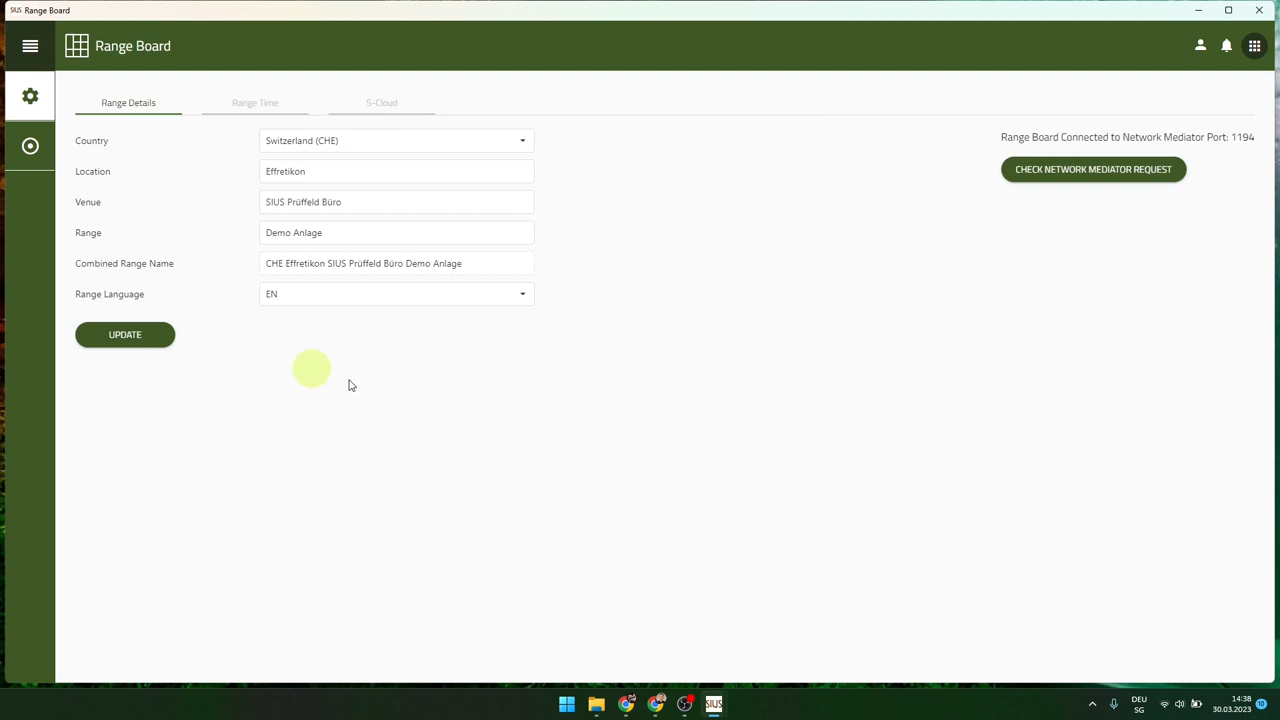 SIUS Range Board
Range Board
Range Details
Range Time
S-Cloud
Country
Switzerland (CHE)
Range Board Connected to Network Mediator Port: 1194
Location
Effretikon
CHECK NETWORK MEDIATOR REQUEST
Venue
SIUS Prüffeld Büro
Range
Demo Anlage
Combined Range Name
CHE Effretikon SIUS Prüffeld Büro Demo Anlage
Range Language
EN
UPDATE
SIUS
DEU
SG
14:38
30.03.2023
10